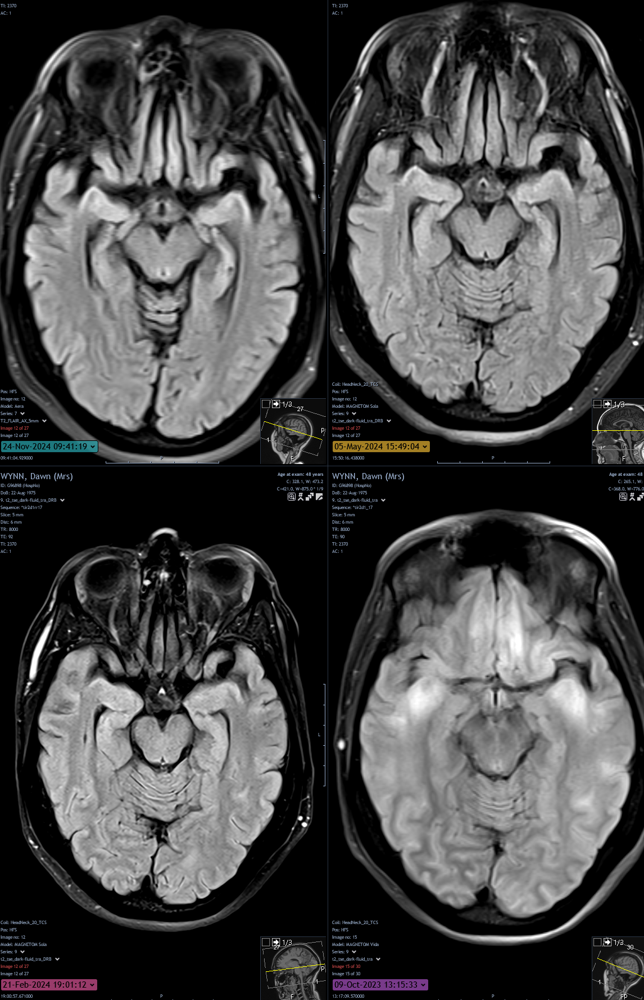 TI: 2370
AC: 1
L
Pos: HFS
Image no: 12
Model: Aera
Series: 7
T2_FLAIR_AX_5mm
Image 12 of 27
Image 12 of 27
24-Nov-2024 09:41:19
09:41:04.929000
P
1/3
27
P
1
F
TI: 2370
AC: 1
Coil: HeadNeck_20_TCS
Pos: HFS
Image no: 12
Model: MAGNETOM Sola
Series: 9
t2_tse_dark-fluid_tra_DRB
Image 12 of 27
Image 12 of 27
05-May-2024 15:49:04
15:50:16.438000
P
1/3
F
WYNN, Dawn (Mrs)
ID: G96898 (HospNo)
DoB: 22-Aug-1975
9. t2_tse_dark-fluid_tra_DRB
Sequence: *tir2d1rr17
Slice: 5 mm
Dist: 6 mm
TR: 8000
TE: 92
TI: 2370
AC: 1
Age at exam: 48 years
C: 328.1, W: 473.2
C=421.0, W=875.0 * 1/9
L
Coil: HeadNeck_20_TCS
Pos: HFS
Image no: 12
Model: MAGNETOM Sola
Series: 9
t2_tse_dark-fluid_tra_DRB
Image 12 of 27
Image 12 of 27
21-Feb-2024 19:01:12
19:00:57.671000
P
1/3
27
P
1
F
WYNN, Dawn (Mrs)
ID: G96898 (HospNo)
DoB: 22-Aug-1975
9. t2_tse_dark-fluid_tra
Sequence: *tir2d1_17
Slice: 5 mm
Dist: 6 mm
TR: 8000
TE: 90
TI: 2370
AC: 1
Age at exam: 48
C: 265.1, W:
C=368.0, W=776.0
Coil: HeadNeck_20_TCS
Pos: HFS
Image no: 15
Model: MAGNETOM Vida
Series: 9
t2_tse_dark-fluid_tra
Image 15 of 30
Image 15 of 30
09-Oct-2023 13:15:33
13:17:09.570000
P
1/3
30
1
FP